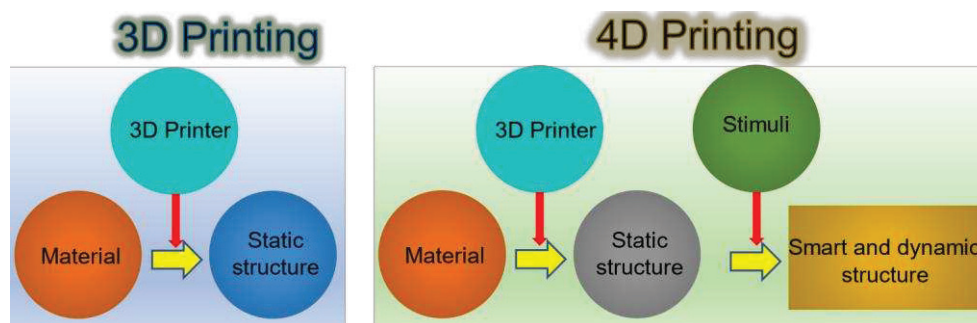 3D Printing
3D Printer
Material
Static
structure
4D Printing
3D Printer
Stimuli
Material
Static
structure
Smart and dynamic
structure